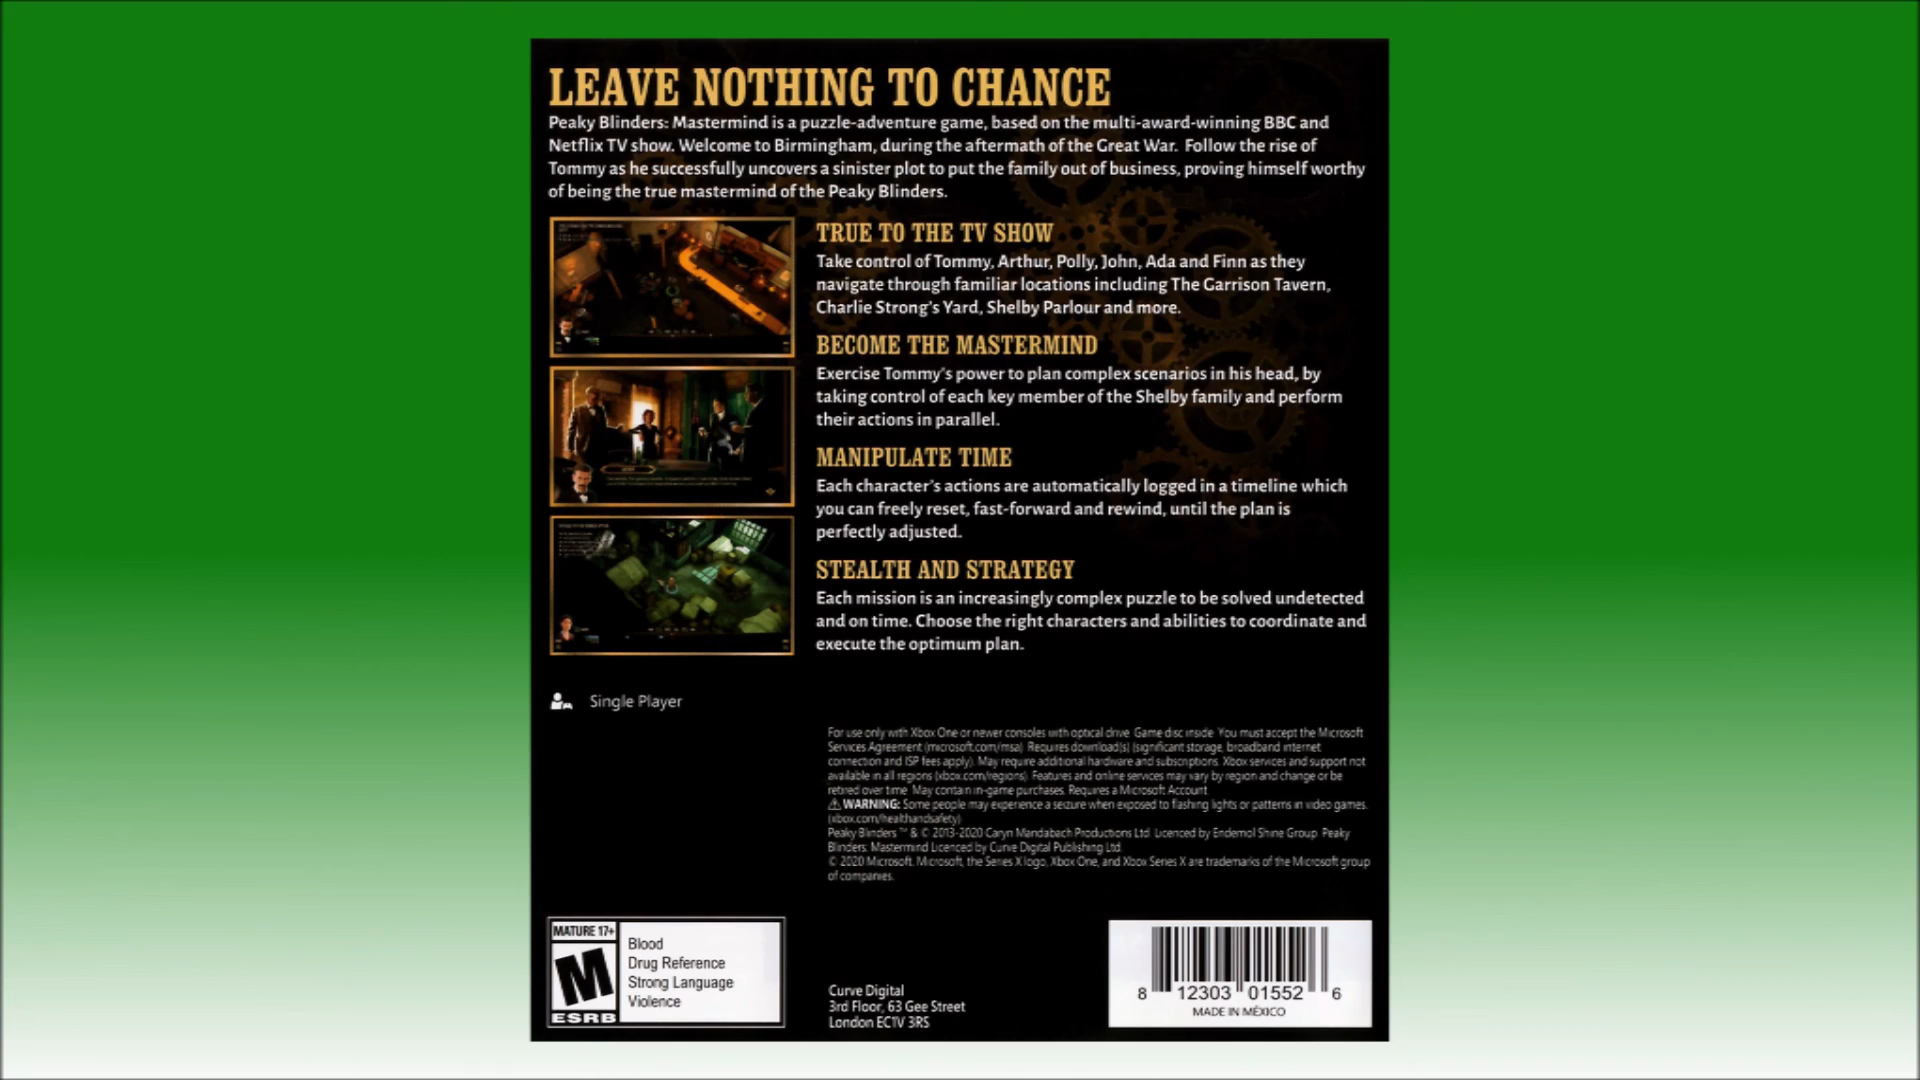 LEAVE NOTHING TO CHANCE
Peaky Blinders: Mastermind is a puzzle-adventure game, based on the multi-award-winning BBC and
Netflix TV show. Welcome to Birmingham, during the aftermath of the Great War. Follow the rise of
Tommy as he successfully uncovers a sinister plot to put the family out of business, proving himself worthy
of being the true mastermind of the Peaky Blinders.
TRUE TO THE TV SHOW
Take control of Tommy, Arthur, Polly, John, Ada and Finn as they
navigate through familiar locations including The Garrison Tavern,
Charlie Strong's Yard, Shelby Parlour and more.
BECOME THE MASTERMIND
Exercise Tommy's power to plan complex scenarios in his head, by
taking control of each key member of the Shelby family and perform
their actions in parallel.
MANIPULATE TIME
Each character's actions are automatically logged in a timeline which
you can freely reset, fast-forward and rewind, until the plan is
perfectly adjusted.
STEALTH AND STRATEGY
Each mission is an increasingly complex puzzle to be solved undetected
and on time. Choose the right characters and abilities to coordinate and
execute the optimum plan.
Single Player
For use only with Xbox One or newer consoles with optical drive. Game disc inside. You must accept the Microsoft
Services Agreement (microsoft.com/msa). Requires download(s) (significant storage, broadband internet
connection and ISP fees apply). May require additional hardware and subscriptions. Xbox services and support not
available in all regions (xbox.com/regions). Features and online services may vary by region and change or be
retired over time. May contain in-game purchases. Requires a Microsoft Account.
⚠ WARNING: Some people may experience a seizure when exposed to flashing lights or patterns in video games.
(xbox.com/healthandsafety)
Peaky Blinders ™ & © 2013-2020 Caryn Mandabach Productions Ltd. Licenced by Endemol Shine Group. Peaky
Blinders: Mastermind Licenced by Curve Digital Publishing Ltd.
© 2020 Microsoft. Microsoft, the Series X logo, Xbox One, and Xbox Series X are trademarks of the Microsoft group
of companies.
MATURE 17+
M
ESRB
Blood
Drug Reference
Strong Language
Violence
Curve Digital
3rd Floor, 63 Gee Street
London EC1V 3RS
8 12303 01552 6
MADE IN MÉXICO